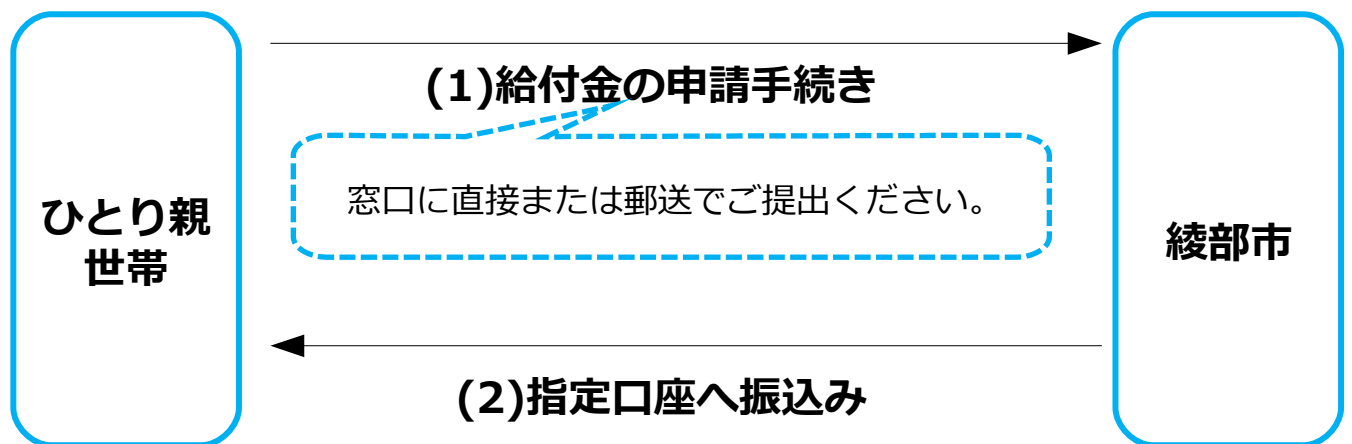 (1)給付金の申請手続き
窓口に直接または郵送でご提出ください。
ひとり親
世帯
綾部市
(2)指定口座へ振込み